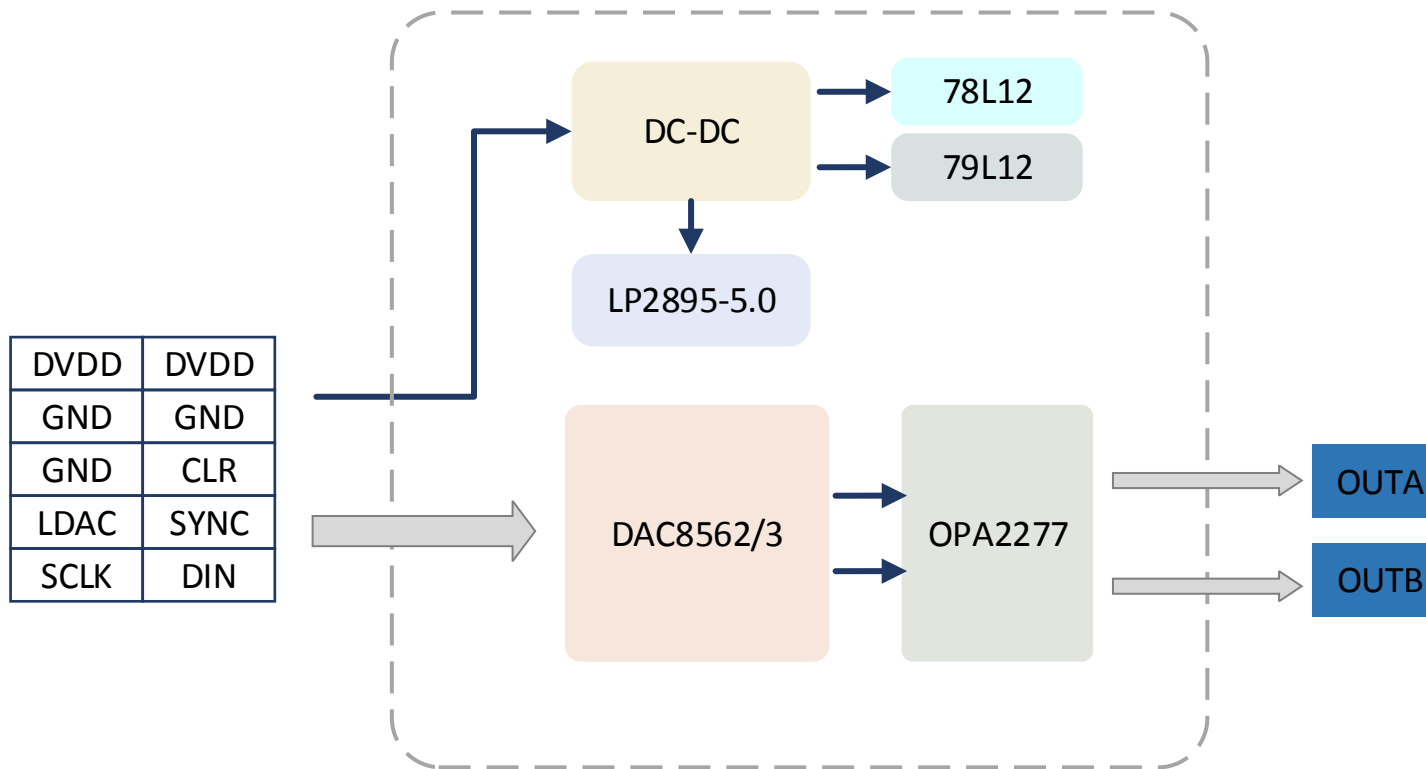 78L12
DC-DC
79L12
LP2895-5.0
DVDD DVDD
GND GND
GND CLR
LDAC SYNC
SCLK DIN
DAC8562/3
OPA2277
OUTA
OUTB